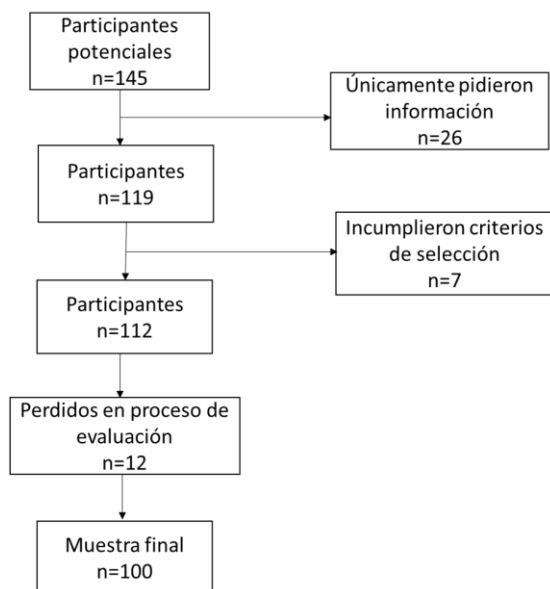 Participantes
potenciales
n=145
Únicamente pidieron
información
n=26
Participantes
n=119
Incumplieron criterios
de selección
n=7
Participantes
n=112
Perdidos en proceso de
evaluación
n=12
Muestra final
n=100